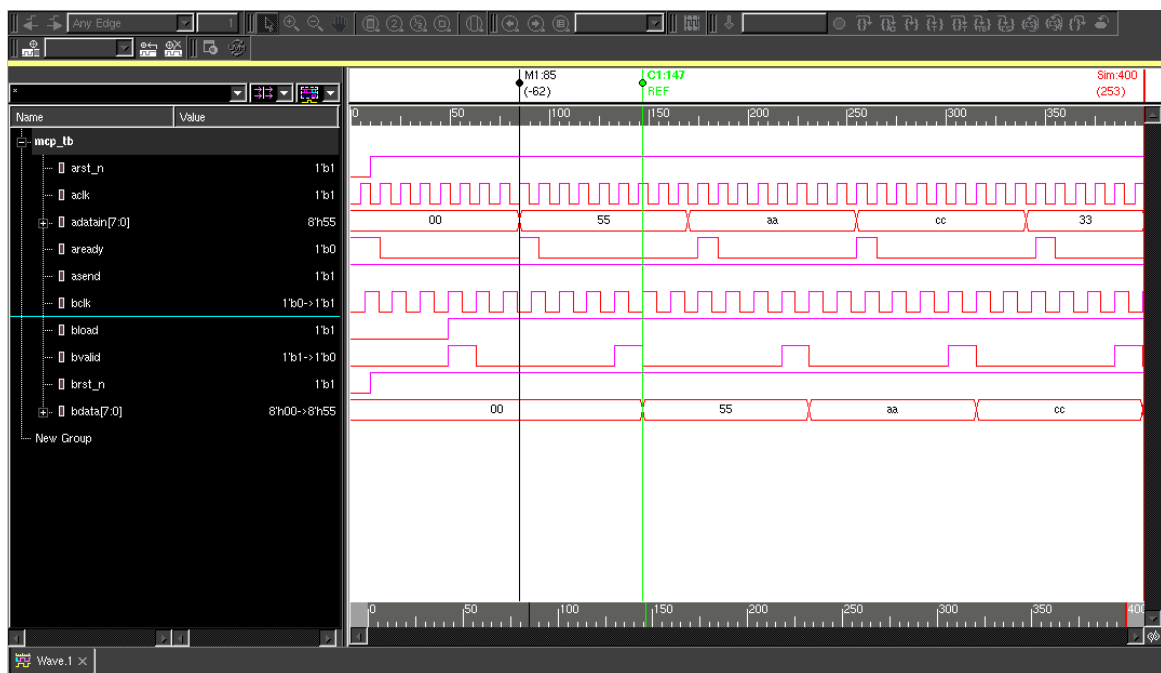 Any Edge 1
M1:85 C1:147 Sim:400
(-62) REF (253)
*
Name Value 0 50 100 150 200 250 300 350
mcp_tb
arst_n 1'b1
aclk 1'b1
adatain[7:0] 8'h55 00 55 aa cc 33
aready 1'b0
asend 1'b1
bclk 1'b0->1'b1
bload 1'b1
bvalid 1'b1->1'b0
brst_n 1'b1
bdata[7:0] 8'h00->8'h55 00 55 aa cc
New Group
0 50 100 150 200 250 300 350 400
Wave.1